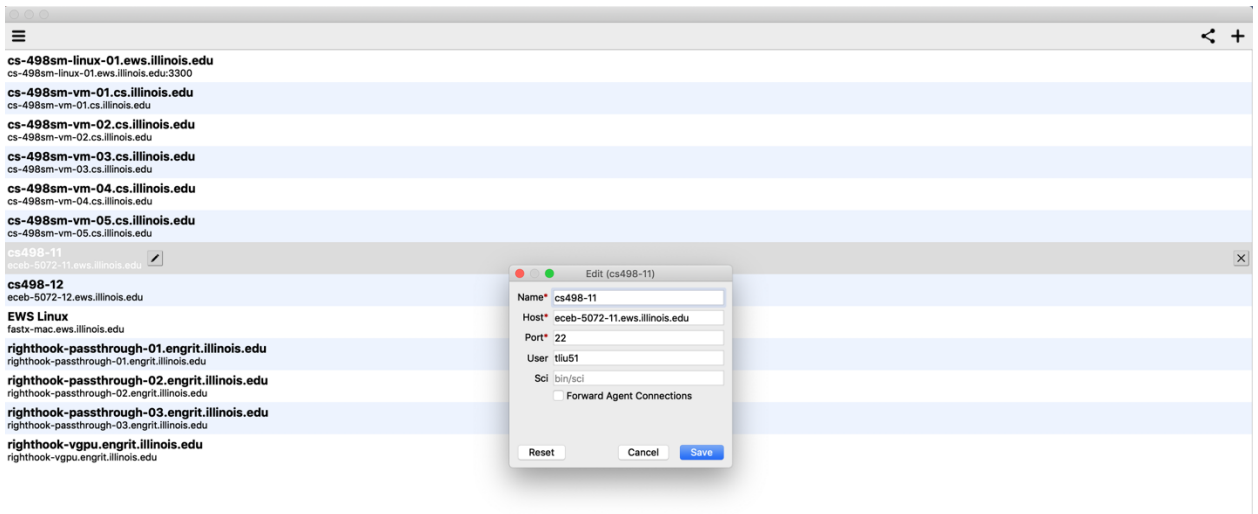 cs-498sm-linux-01.ews.illinois.edu
cs-498sm-linux-01.ews.illinois.edu:3300
cs-498sm-vm-01.cs.illinois.edu
cs-498sm-vm-01.cs.illinois.edu
cs-498sm-vm-02.cs.illinois.edu
cs-498sm-vm-02.cs.illinois.edu
cs-498sm-vm-03.cs.illinois.edu
cs-498sm-vm-03.cs.illinois.edu
cs-498sm-vm-04.cs.illinois.edu
cs-498sm-vm-04.cs.illinois.edu
cs-498sm-vm-05.cs.illinois.edu
cs-498sm-vm-05.cs.illinois.edu
cs498-11
eceb-5072-11.ews.illinois.edu
cs498-12
eceb-5072-12.ews.illinois.edu
EWS Linux
fastx-mac.ews.illinois.edu
righthook-passthrough-01.engrit.illinois.edu
righthook-passthrough-01.engrit.illinois.edu
righthook-passthrough-02.engrit.illinois.edu
righthook-passthrough-02.engrit.illinois.edu
righthook-passthrough-03.engrit.illinois.edu
righthook-passthrough-03.engrit.illinois.edu
righthook-vgpu.engrit.illinois.edu
righthook-vgpu.engrit.illinois.edu
Edit (cs498-11)
Name* cs498-11
Host* eceb-5072-11.ews.illinois.edu
Port* 22
User tliu51
Sci bin/sci
Forward Agent Connections
Reset Cancel Save